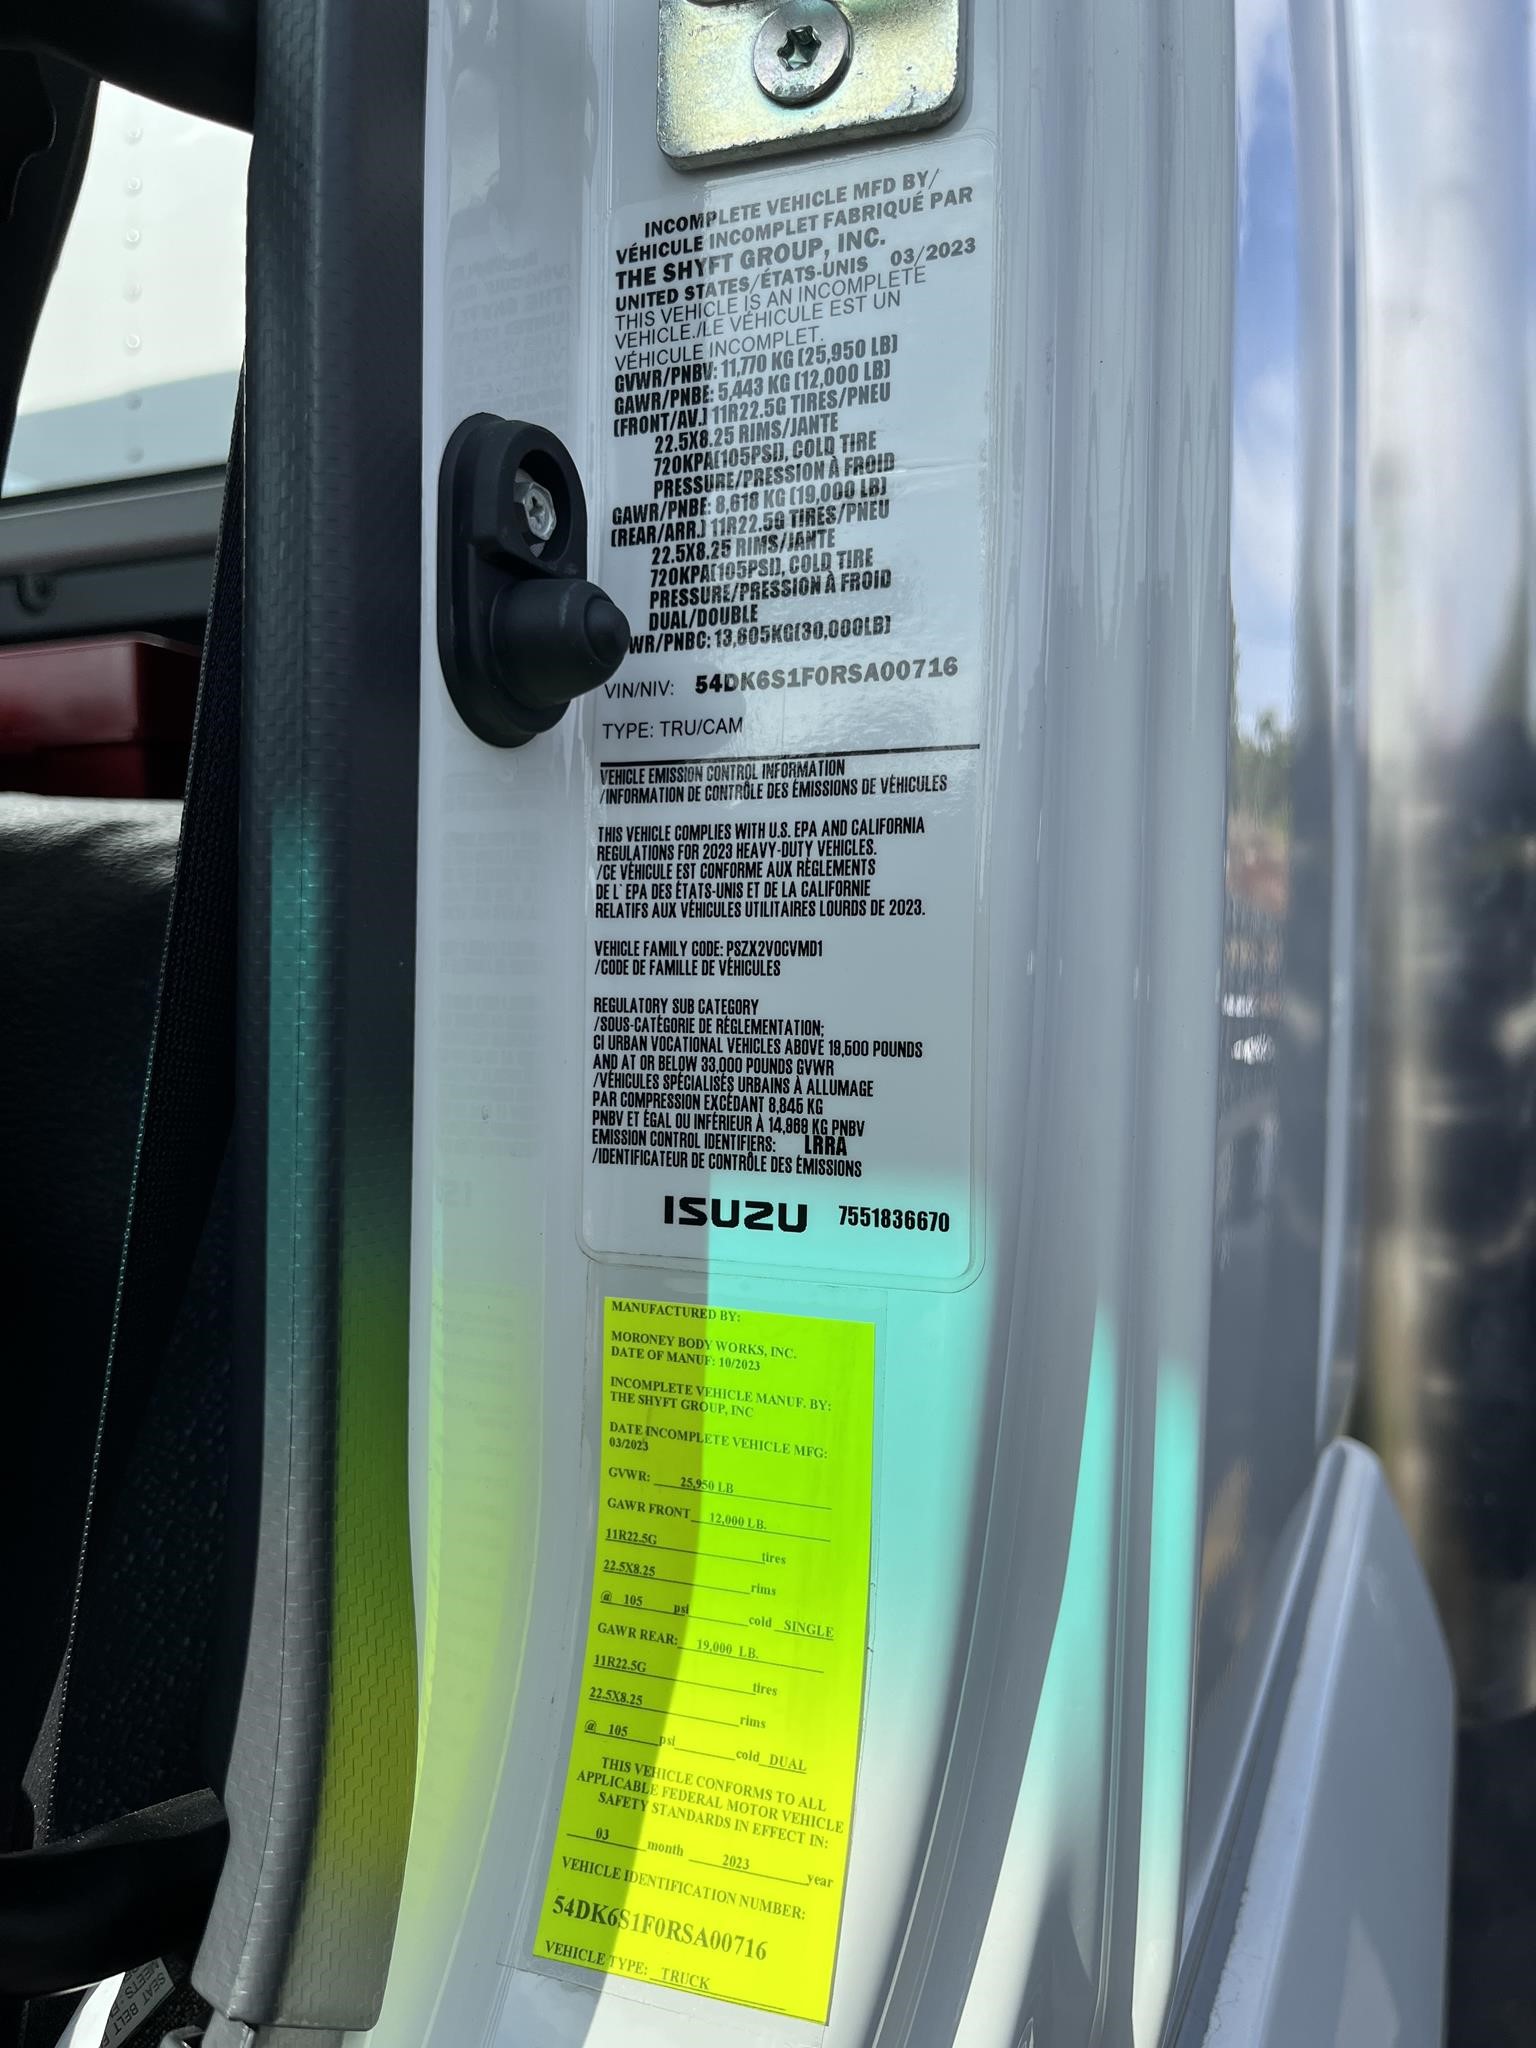 INCOMPLETE VEHICLE MFD BY/
VÉHICULE INCOMPLET FABRIQUÉ PAR
THE SHYFT GROUP, INC.
UNITED STATES/ÉTATS-UNIS 03/2023
THIS VEHICLE IS AN INCOMPLETE
VEHICLE./LE VÉHICULE EST UN
VÉHICULE INCOMPLET.
GVWR/PNBV: 11,770 KG (25,950 LB)
GAWR/PNBE: 5,443 KG (12,000 LB)
(FRONT/AV.) 11R22.5G TIRES/PNEU
22.5X8.25 RIMS/JANTE
720KPA(105PSI), COLD TIRE
PRESSURE/PRESSION À FROID
GAWR/PNBE: 8,618 KG (19,000 LB)
(REAR/ARR.) 11R22.5G TIRES/PNEU
22.5X8.25 RIMS/JANTE
720KPA(105PSI), COLD TIRE
PRESSURE/PRESSION À FROID
DUAL/DOUBLE
WR/PNBC: 13,605KG(30,000LB)
VIN/NIV: 54DK6S1F0RSA00716
TYPE: TRU/CAM
VEHICLE EMISSION CONTROL INFORMATION
/INFORMATION DE CONTRÔLE DES ÉMISSIONS DE VÉHICULES
THIS VEHICLE COMPLIES WITH U.S. EPA AND CALIFORNIA
REGULATIONS FOR 2023 HEAVY-DUTY VEHICLES.
/CE VÉHICULE EST CONFORME AUX RÈGLEMENTS
DE L' EPA DES ÉTATS-UNIS ET DE LA CALIFORNIE
RELATIFS AUX VÉHICULES UTILITAIRES LOURDS DE 2023.
VEHICLE FAMILY CODE: PSZX2VOCVMD1
/CODE DE FAMILLE DE VÉHICULES
REGULATORY SUB CATEGORY
/SOUS-CATÉGORIE DE RÉGLEMENTATION;
CI URBAN VOCATIONAL VEHICLES ABOVE 19,500 POUNDS
AND AT OR BELOW 33,000 POUNDS GVWR
/VÉHICULES SPÉCIALISÉS URBAINS À ALLUMAGE
PAR COMPRESSION EXCÉDANT 8,845 KG
PNBV ET ÉGAL OU INFÉRIEUR À 14,969 KG PNBV
EMISSION CONTROL IDENTIFIERS: LRRA
/IDENTIFICATEUR DE CONTRÔLE DES ÉMISSIONS
ISUZU 7551836670
MANUFACTURED BY:
MORONEY BODY WORKS, INC.
DATE OF MANUF: 10/2023
INCOMPLETE VEHICLE MANUF. BY:
THE SHYFT GROUP, INC
DATE INCOMPLETE VEHICLE MFG:
03/2023
GVWR: 25,950 LB
GAWR FRONT 12,000 LB.
11R22.5G tires
22.5X8.25 rims
@ 105 psi cold SINGLE
GAWR REAR: 19,000 LB.
11R22.5G tires
22.5X8.25 rims
@ 105 psi cold DUAL
THIS VEHICLE CONFORMS TO ALL
APPLICABLE FEDERAL MOTOR VEHICLE
SAFETY STANDARDS IN EFFECT IN:
03 month 2023 year
VEHICLE IDENTIFICATION NUMBER:
54DK6S1F0RSA00716
VEHICLE TYPE: TRUCK
SEAT BELT
MEETS